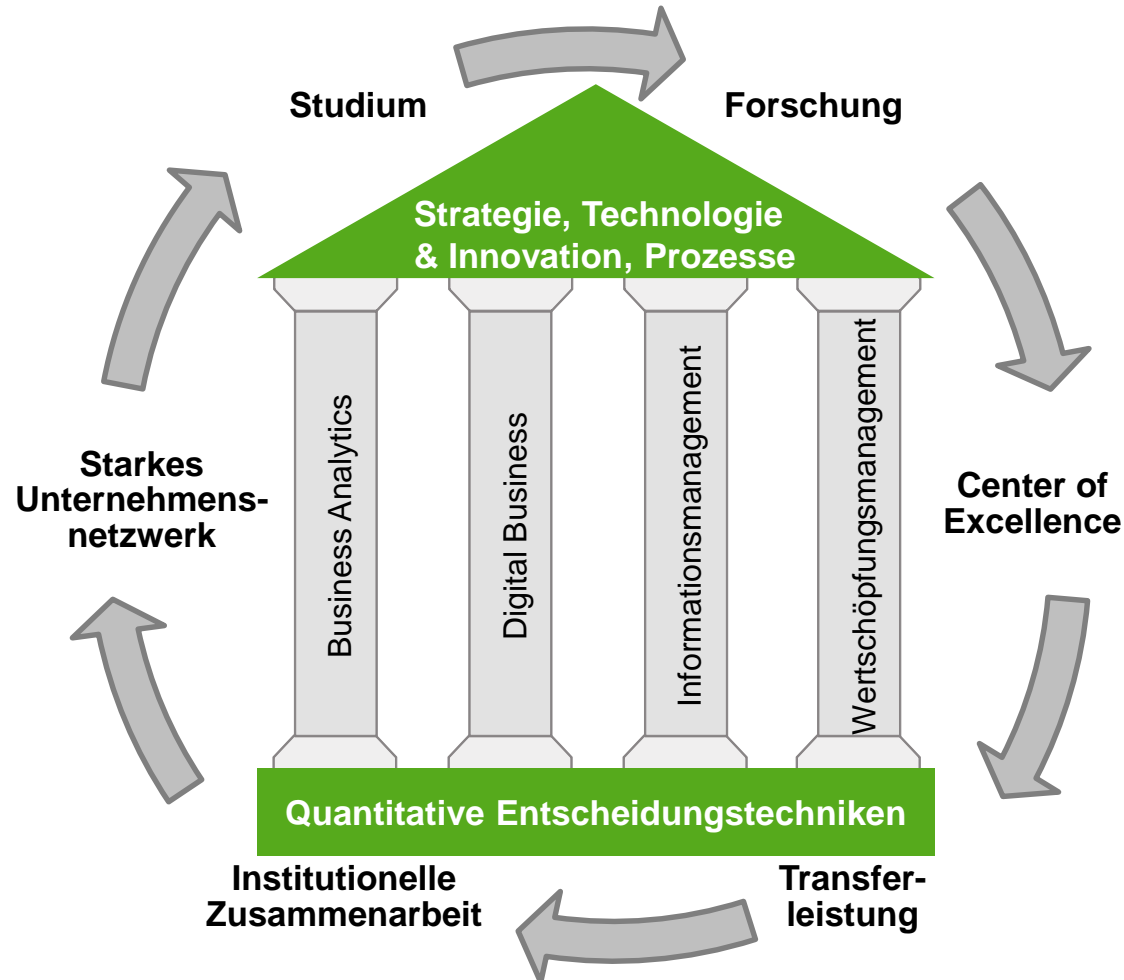 Studium
Forschung
Strategie, Technologie
& Innovation, Prozesse
Starkes
Unternehmens-
netzwerk
Business Analytics
Digital Business
Informationsmanagement
Wertschöpfungsmanagement
Center of
Excellence
Quantitative Entscheidungstechniken
Institutionelle
Zusammenarbeit
Transfer-
leistung